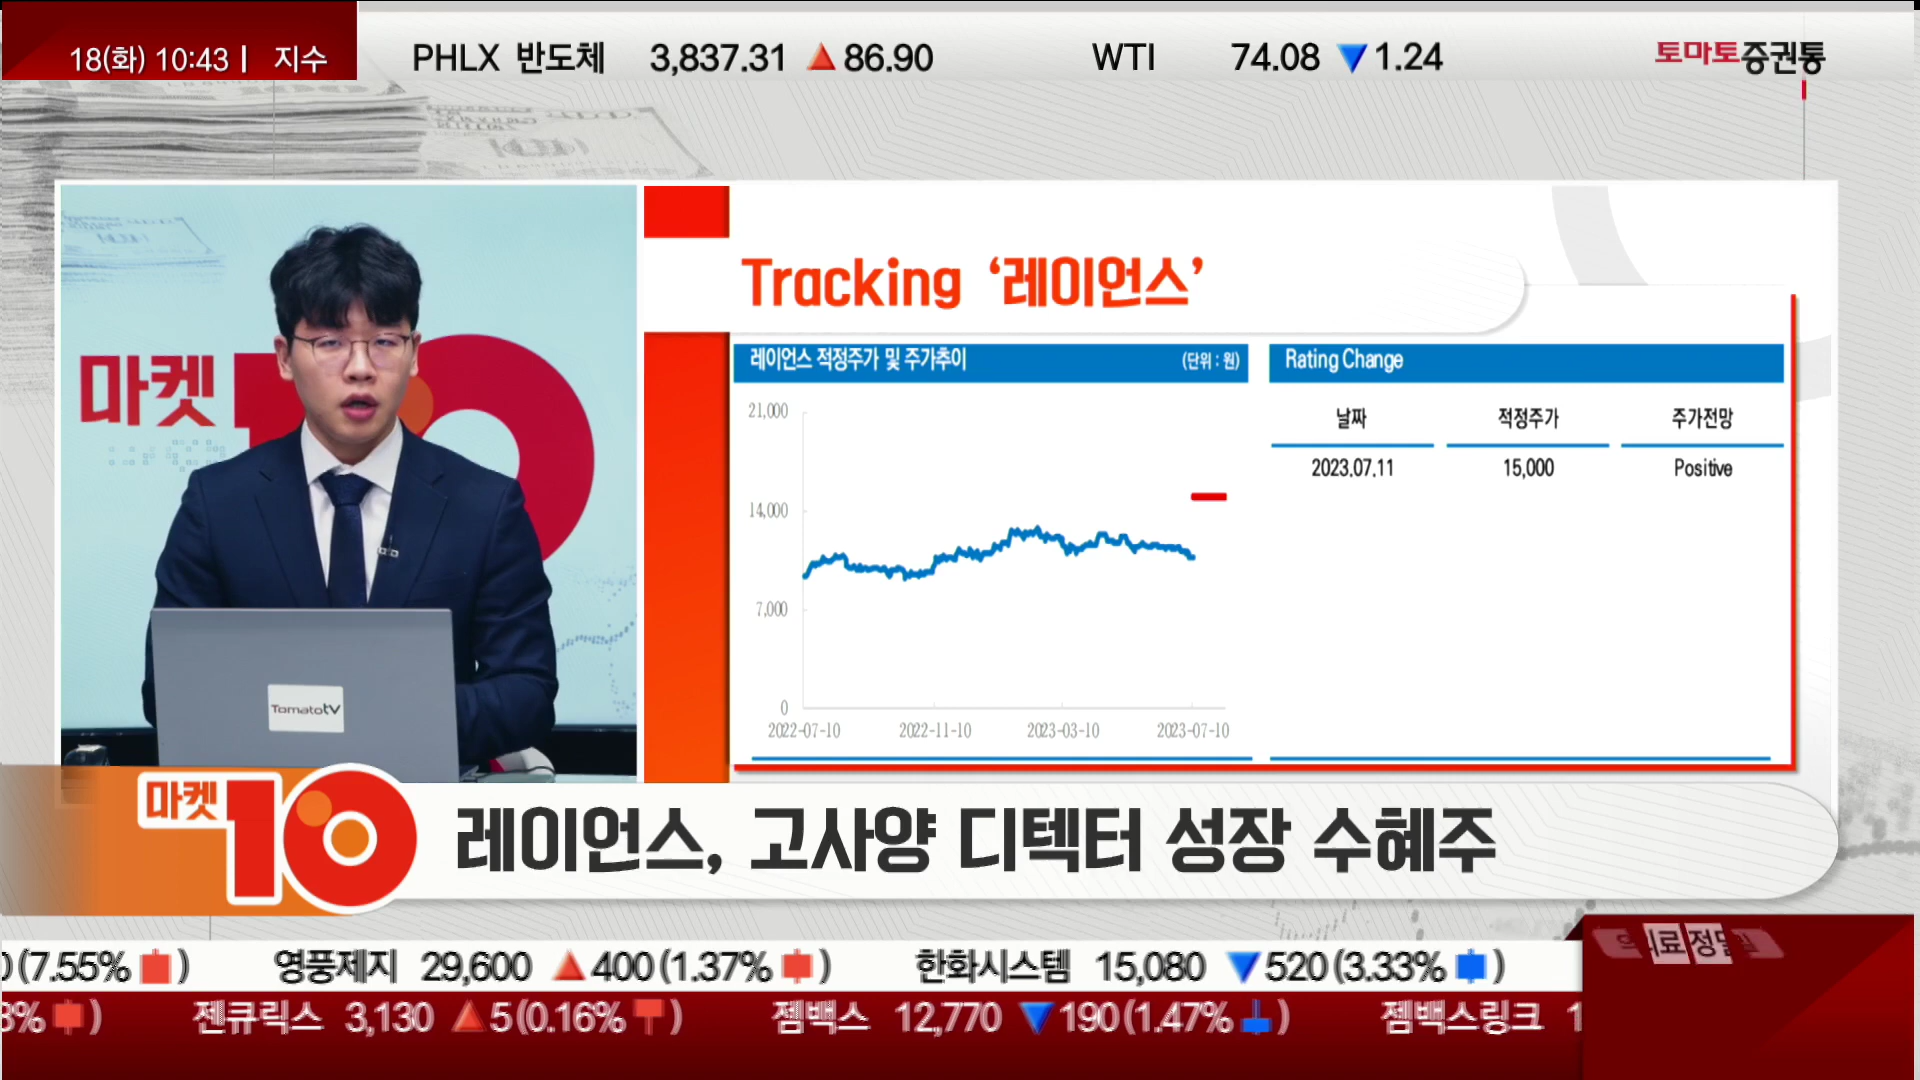 18(화) 10:43 | 지수
PHLX 반도체 3,837.31 ▲ 86.90
WTI 74.08 ▼ 1.24
토마토증권통
Tracking ‘레이언스’
레이언스 적정주가 및 주가추이 (단위 : 원)
21,000
14,000
7,000
0
2022-07-10 2022-11-10 2023-03-10 2023-07-10
Rating Change
날짜 적정주가 주가전망
2023.07.11 15,000 Positive
마켓 10
TomatoTV
마켓 10
레이언스, 고사양 디텍터 성장 수혜주
(7.55% ) 영풍제지 29,600 ▲ 400 (1.37% ) 한화시스템 15,080 ▼ 520 (3.33% )
8% ) 젠큐릭스 3,130 ▲ 5 (0.16% ) 젬백스 12,770 ▼ 190 (1.47% ) 젬백스링크 1